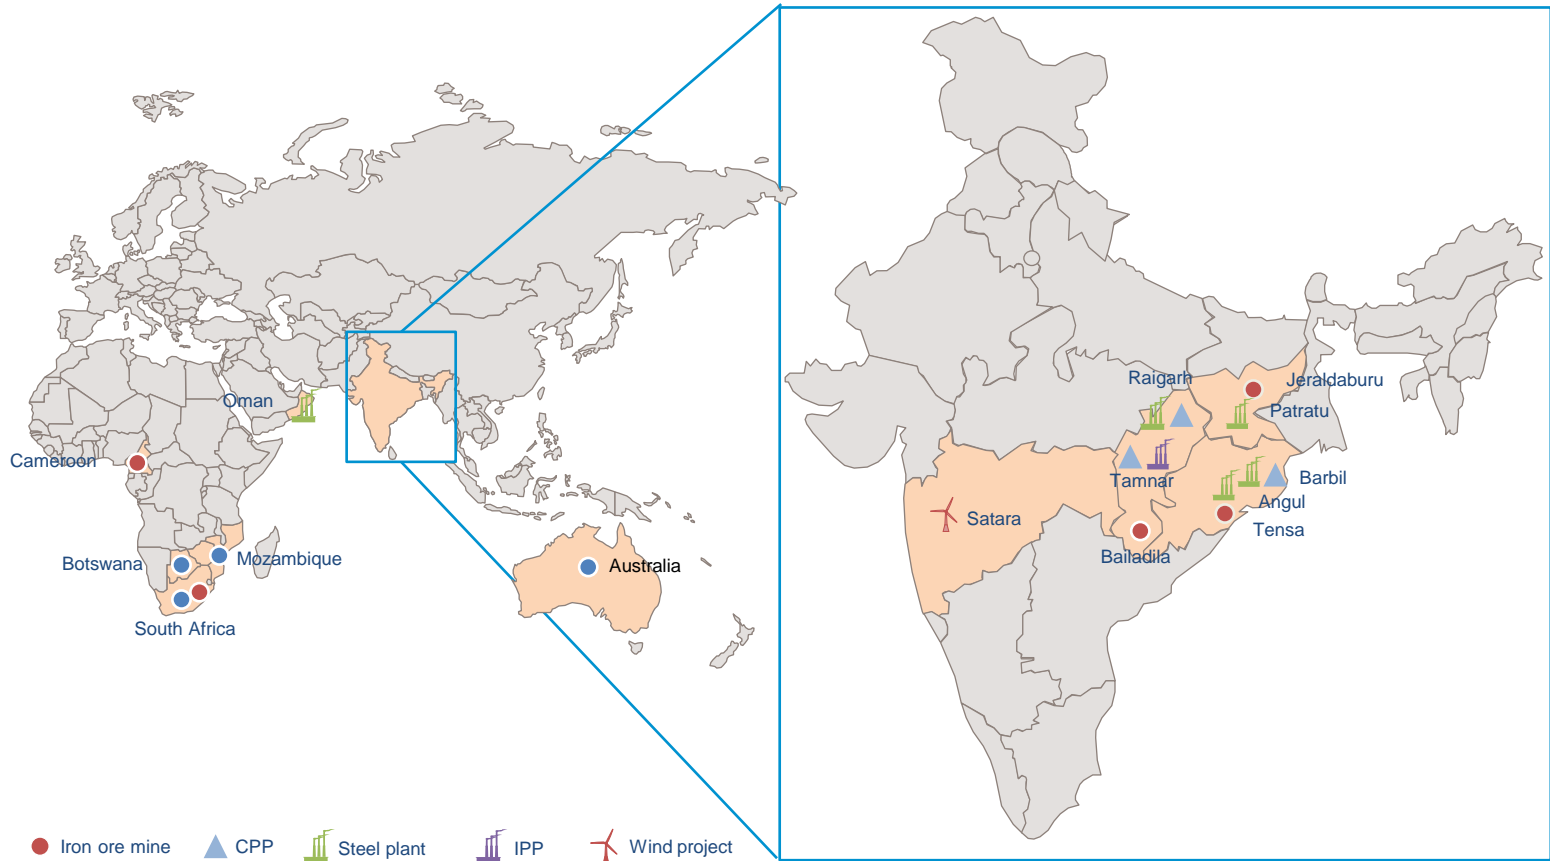 Oman
Cameroon
Botswana
Mozambique
South Africa
Australia
Raigarh
Jeraldaburu
Patratu
Tamnar
Barbil
Angul
Tensa
Satara
Bailadila
Iron ore mine
CPP
Steel plant
IPP
Wind project